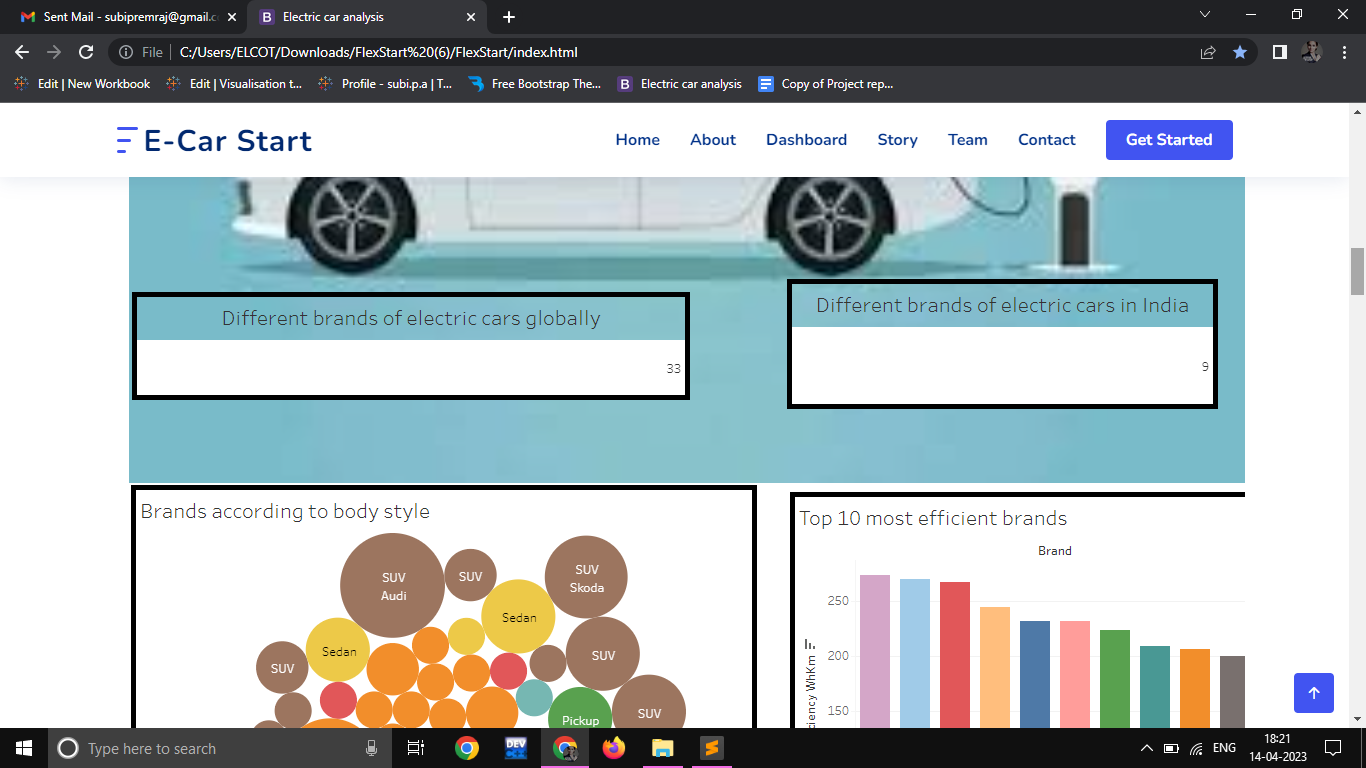 Sent Mail - subipremraj@gmail.c
Electric car analysis
File
C:/Users/ELCOT/Downloads/FlexStart%20(6)/FlexStart/index.html
Edit | New Workbook
Edit | Visualisation t...
Profile - subi.p.a | T...
Free Bootstrap The...
Electric car analysis
Copy of Project rep...
E-Car Start
Home
About
Dashboard
Story
Team
Contact
Get Started
Different brands of electric cars globally
33
Different brands of electric cars in India
9
Brands according to body style
SUV
Audi
SUV
SUV
Skoda
Sedan
Sedan
SUV
SUV
SUV
Pickup
Top 10 most efficient brands
Brand
250
200
150
ciency WhKm
Type here to search
DEV
ENG
18:21
14-04-2023